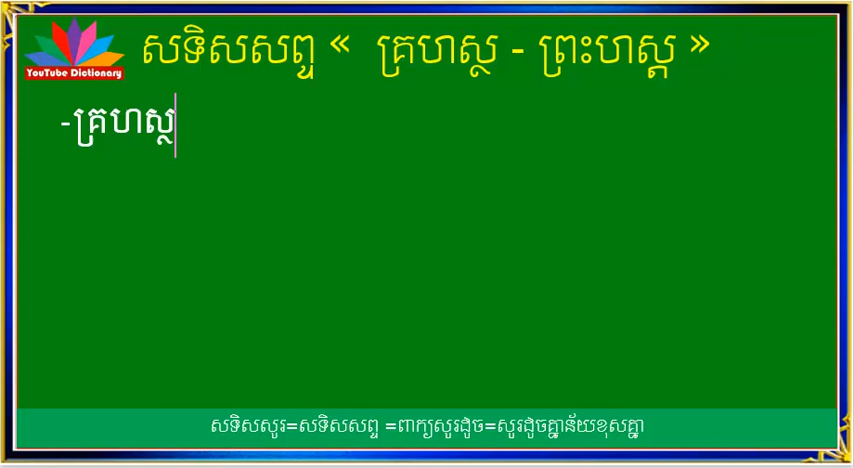 សទិសសព្ទ «  គ្រហស្ថ - ព្រះហស្ត »
YouTube Dictionary
-គ្រហស្ថ
សទិសសូរ=សទិសសព្ទ =ពាក្យសូរដូច=សូរដូចគ្នាន័យខុសគ្នា